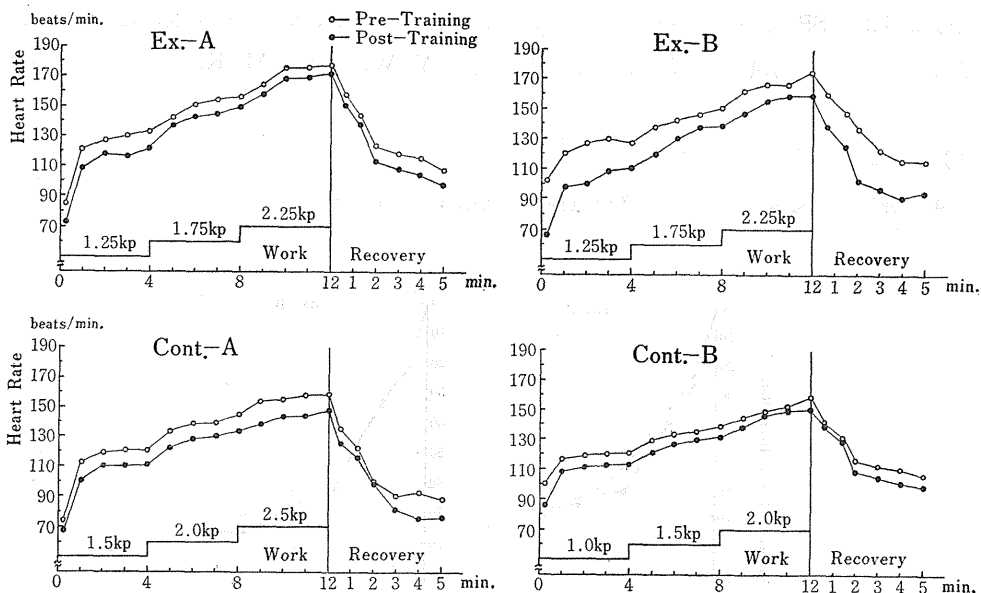 beats/min.
Pre-Training
Post-Training
Ex.-A
Heart Rate
190
170
150
130
110
90
70
1.25kp
1.75kp
2.25kp
Work
Recovery
0
4
8
12
1
2
3
4
5
min.
Ex.-B
190
170
150
130
110
90
70
1.25kp
1.75kp
2.25kp
Work
Recovery
0
4
8
12
1
2
3
4
5
min.
beats/min.
Cont.-A
Heart Rate
190
170
150
130
110
90
70
1.5kp
2.0kp
2.5kp
Work
Recovery
0
4
8
12
1
2
3
4
5
min.
Cont.-B
190
170
150
130
110
90
70
1.0kp
1.5kp
2.0kp
Work
Recovery
0
4
8
12
1
2
3
4
5
min.